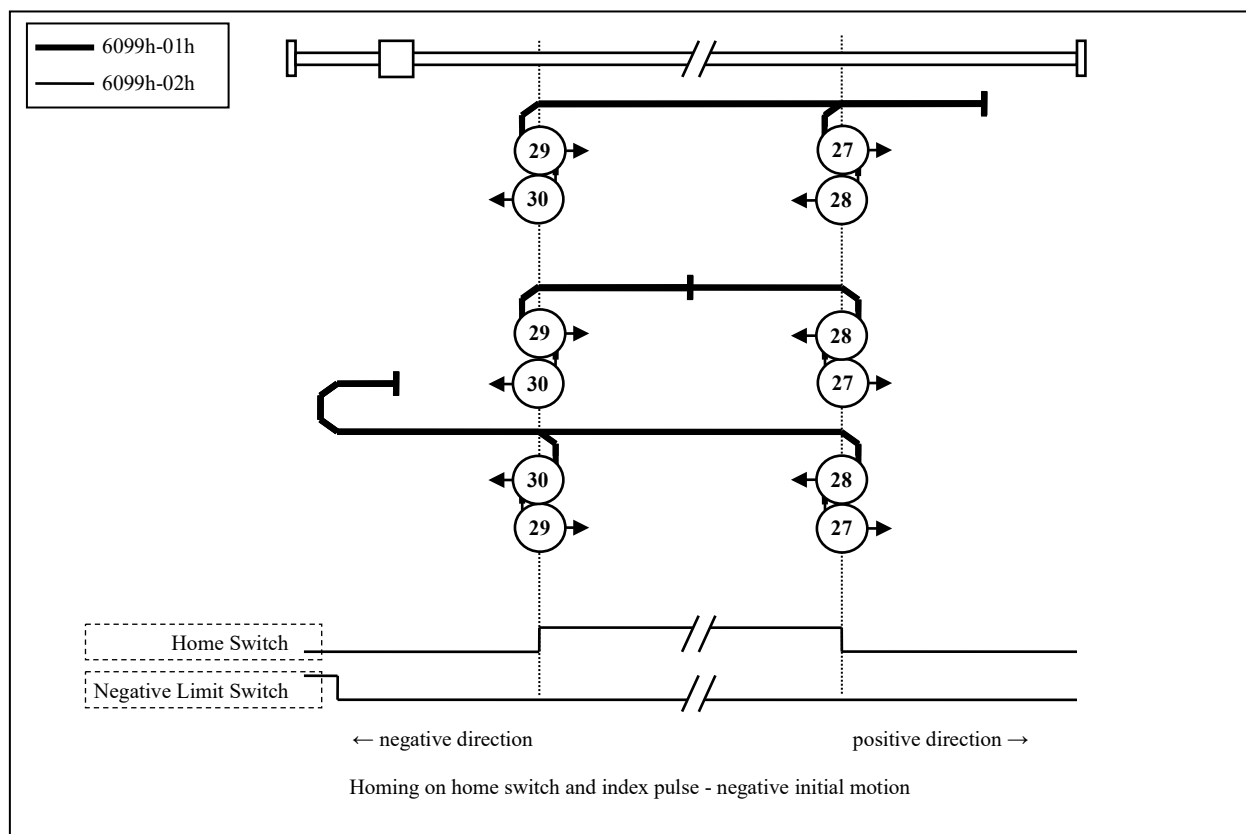 6099h-01h
6099h-02h
29 27
30 28
29 28
30 27
30 28
29 27
Home Switch
Negative Limit Switch
← negative direction positive direction →
Homing on home switch and index pulse - negative initial motion